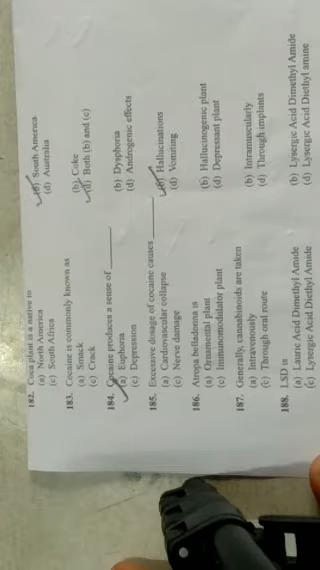 182. Coca plant is a native to
(a) North America (b) South America
(c) South Africa (d) Australia
183. Cocaine is commonly known as
(a) Smack (b) Coke
(c) Crack (d) Both (b) and (c)
184. Cocaine produces a sense of
(a) Euphoria (b) Dysphoria
(c) Depression (d) Androgenic effects
185. Excessive dosage of cocaine causes
(a) Cardiovascular collapse (b) Hallucinations
(c) Nerve damage (d) Vomiting
186. Atropa belladonna is
(a) Ornamental plant (b) Hallucinogenic plant
(c) Immunomodulator plant (d) Depressant plant
187. Generally, cannabinoids are taken
(a) Intravenously (b) Intramuscularly
(c) Through oral route (d) Through implants
188. LSD is
(a) Lauric Acid Dimethyl Amide (b) Lysergic Acid Dimethyl Amide
(c) Lysergic Acid Diethyl Amide (d) Lysergic Acid Diethyl amine